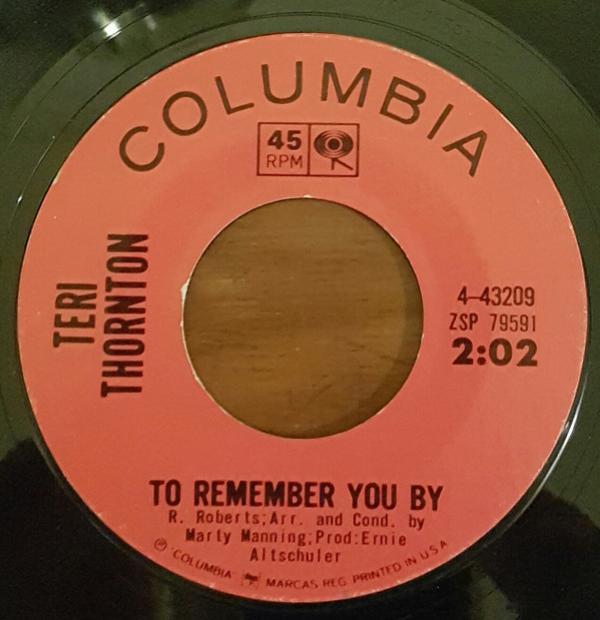 COLUMBIA
45
RPM
TERI
THORNTON
4-43209
ZSP 79591
2:02
TO REMEMBER YOU BY
R. Roberts;Arr. and Cond. by
Marty Manning;Prod:Ernie
Altschuler
Ⓟ "COLUMBIA" MARCAS REG. PRINTED IN U.S.A